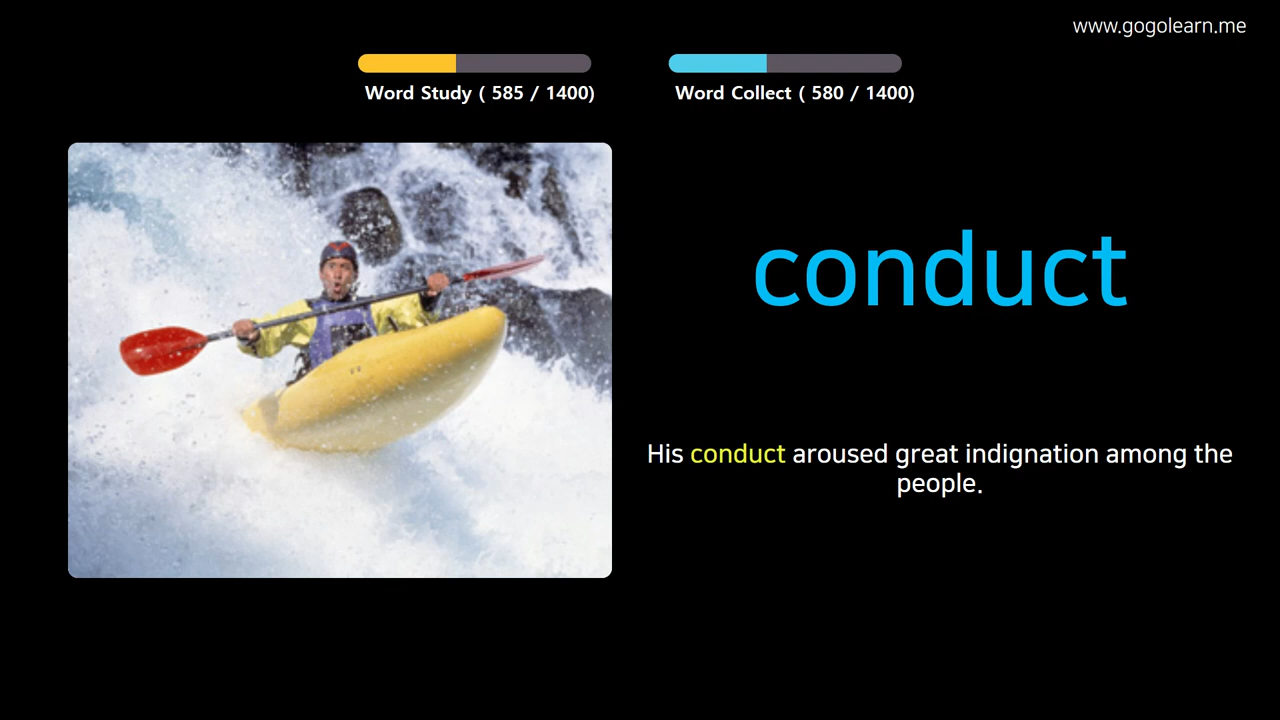 www.gogolearn.me
Word Study ( 585 / 1400)
Word Collect ( 580 / 1400)
conduct
His conduct aroused great indignation among the
people.